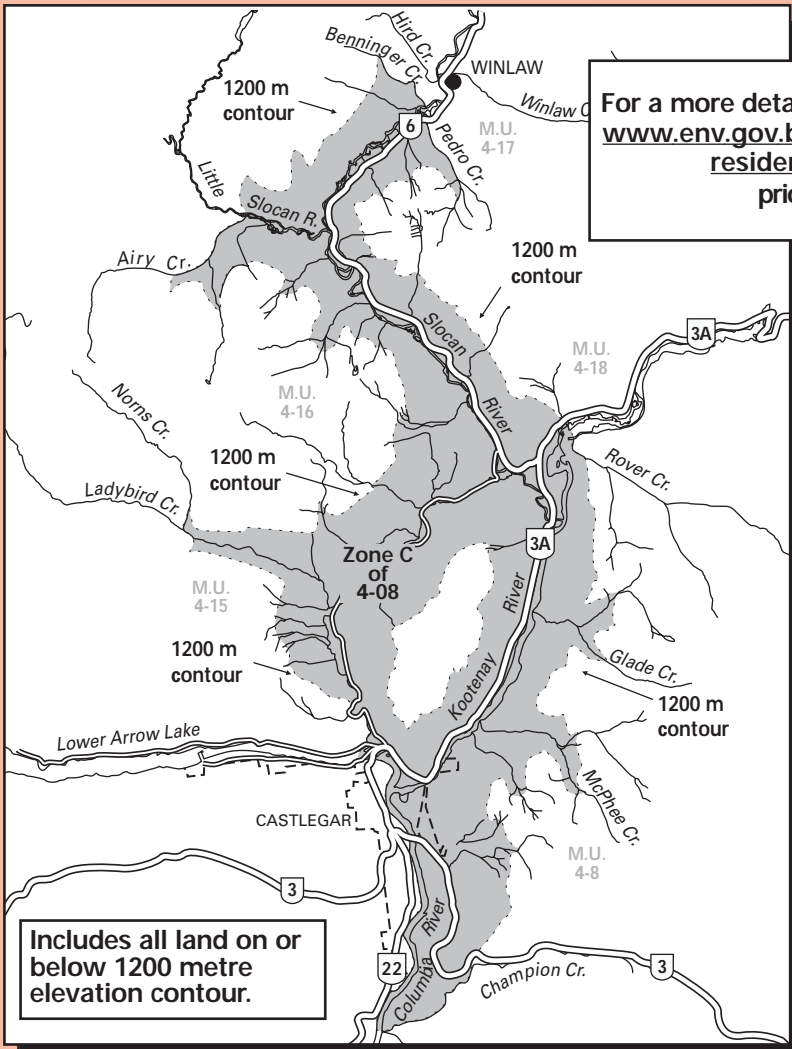 Hird Cr.
Benninger Cr.
WINLAW
1200 m
contour
Winlaw C
For a more deta
www.env.gov.b
resider
prio
6
M.U.
4-17
Pedro Cr.
Little
Slocan R.
Airy Cr.
1200 m
contour
Slocan
River
3A
M.U.
4-18
M.U.
4-16
Norns Cr.
1200 m
contour
Ladybird Cr.
Rover Cr.
3A
Zone C
of
4-08
M.U.
4-15
River
Kootenay
1200 m
contour
Glade Cr.
1200 m
contour
Lower Arrow Lake
McPhee Cr.
CASTLEGAR
M.U.
4-8
3
River
Columbia
22
Champion Cr.
3
Includes all land on or
below 1200 metre
elevation contour.